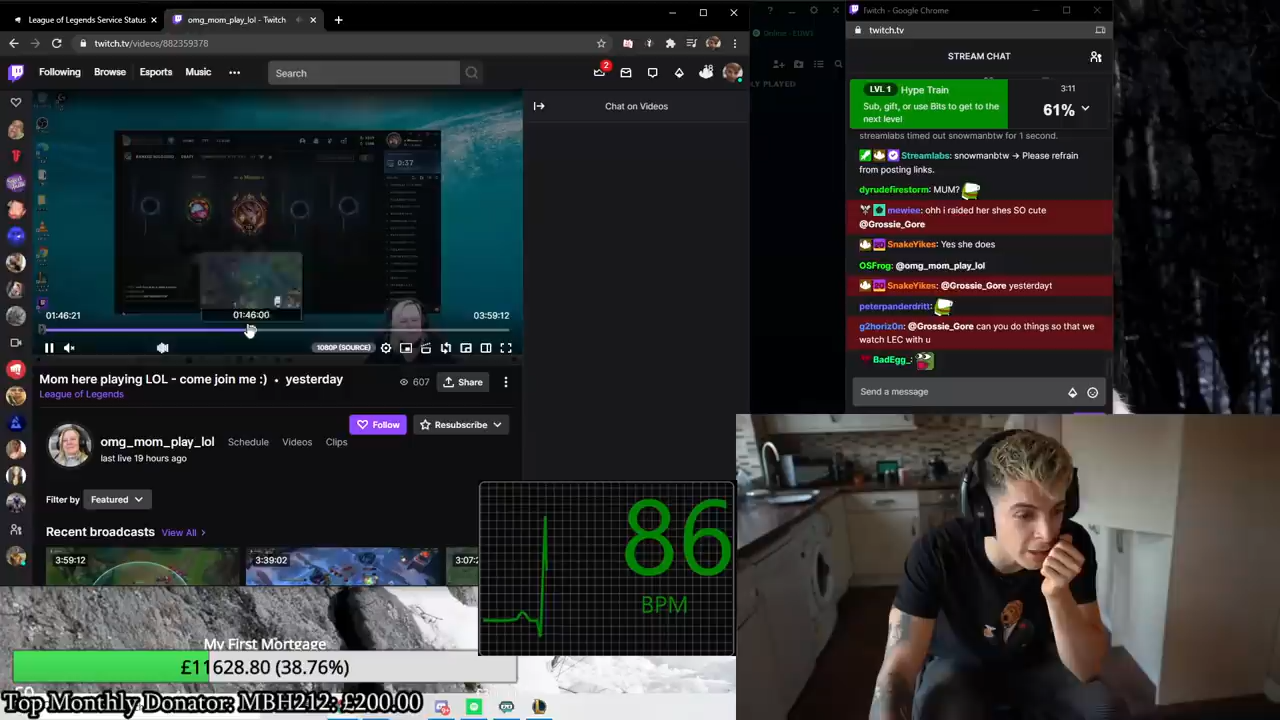 League of Legends Service Status
omg_mom_play_lol - Twitch
twitch.tv/videos/882359378
Following
Browse
Esports
Music
Search
2
Chat on Videos
0:37
01:46:00
01:46:21
03:59:12
1080P (SOURCE)
Mom here playing LOL - come join me :) • yesterday
League of Legends
607
Share
Follow
Resubscribe
omg_mom_play_lol
Schedule
Videos
Clips
last live 19 hours ago
Filter by
Featured
Recent broadcasts
View All
3:59:12
3:39:02
3:07:2
86
BPM
My First Mortgage
£11628.80 (38.76%)
Top Monthly Donator: MBH212: £200.00
Twitch - Google Chrome
twitch.tv
STREAM CHAT
LVL 1 Hype Train
Sub, gift, or use Bits to get to the
next level!
3:11
61%
streamlabs timed out snowmanbtw for 1 second.
Streamlabs: snowmanbtw -> Please refrain
from posting links.
dyrudefirestorm: MUM?
mewiee: ohh i raided her shes SO cute
@Grossie_Gore
SnakeYikes: Yes she does
OSFrog: @omg_mom_play_lol
SnakeYikes: @Grossie_Gore yesterdayt
peterpanderdritt:
g2horiz0n: @Grossie_Gore can you do things so that we
watch LEC with u
BadEgg_:
Send a message